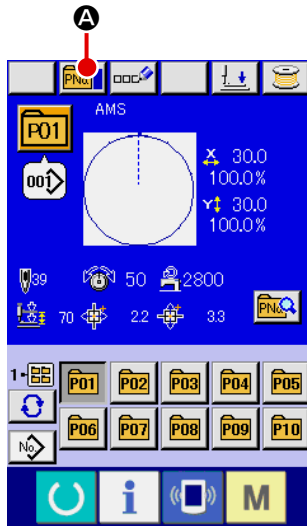 A
PNo.
AMS
P01
001
X 30.0
100.0%
Y 30.0
100.0%
39 50 2800
PNo.
70 2.2 3.3
1-
P01 P02 P03 P04 P05
P06 P07 P08 P09 P10
No.
i M